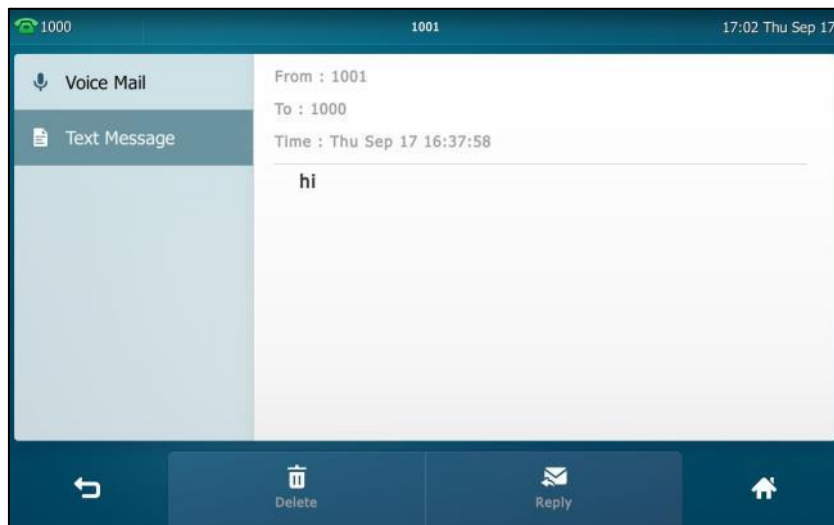 1000 1001 17:02 Thu Sep 17
Voice Mail
Text Message
From : 1001
To : 1000
Time : Thu Sep 17 16:37:58
hi
Delete Reply